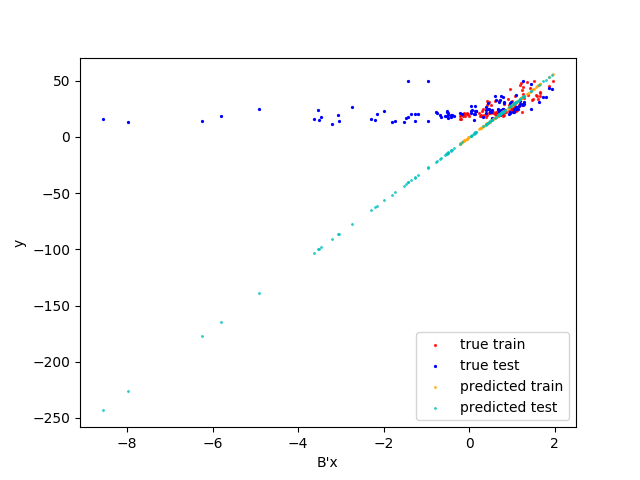 50
0
−50
−100
−150
−200
−250
y
−8
−6
−4
−2
0
2
B'x
true train
true test
predicted train
predicted test